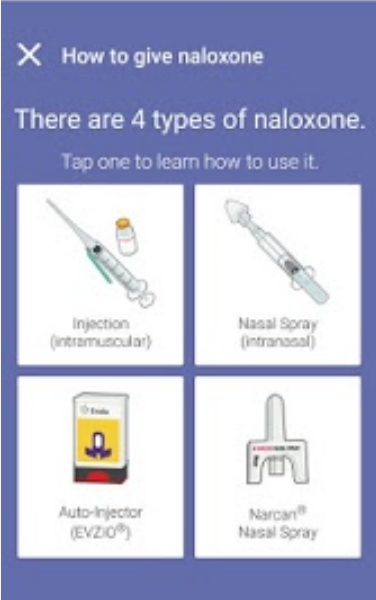 How to give naloxone
There are 4 types of naloxone.
Tap one to learn how to use it.
Injection
(intramuscular)
Nasal Spray
(intranasal)
Evzio
Auto-Injector
(EVZIO®)
Narcan®
Nasal Spray